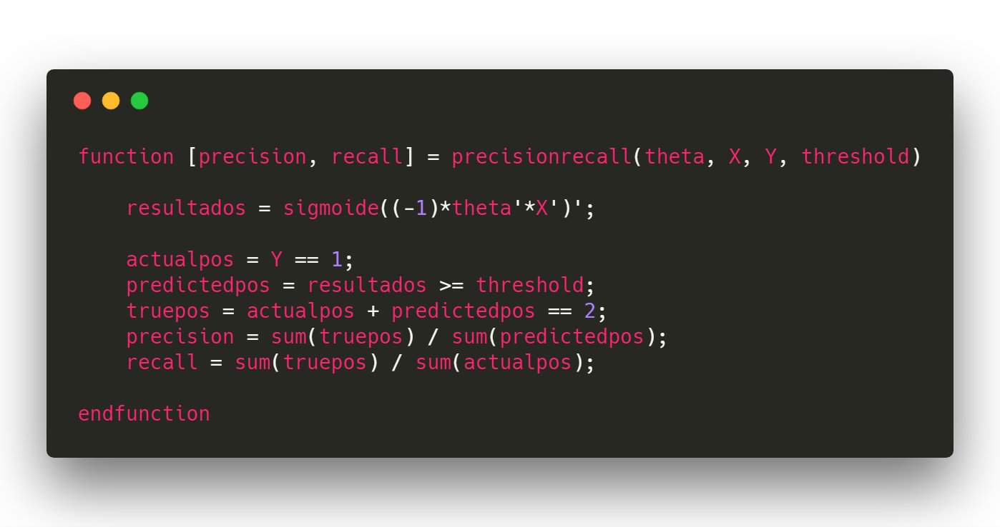 function [precision, recall] = precisionrecall(theta, X, Y, threshold)
resultados = sigmoide((-1)*theta'*X')';
actualpos = Y == 1;
predictedpos = resultados >= threshold;
truepos = actualpos + predictedpos == 2;
precision = sum(truepos) / sum(predictedpos);
recall = sum(truepos) / sum(actualpos);
endfunction